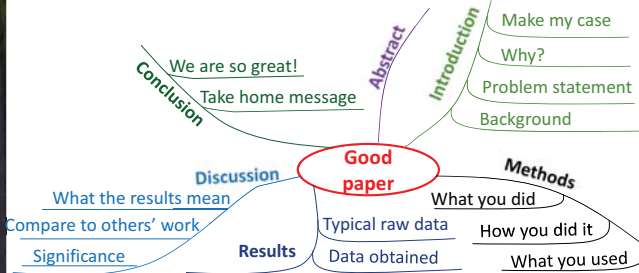 Good
paper
Abstract
Introduction
Make my case
Why?
Problem statement
Background
Methods
What you did
How you did it
What you used
Results
Typical raw data
Data obtained
Discussion
What the results mean
Compare to others’ work
Significance
Conclusion
We are so great!
Take home message